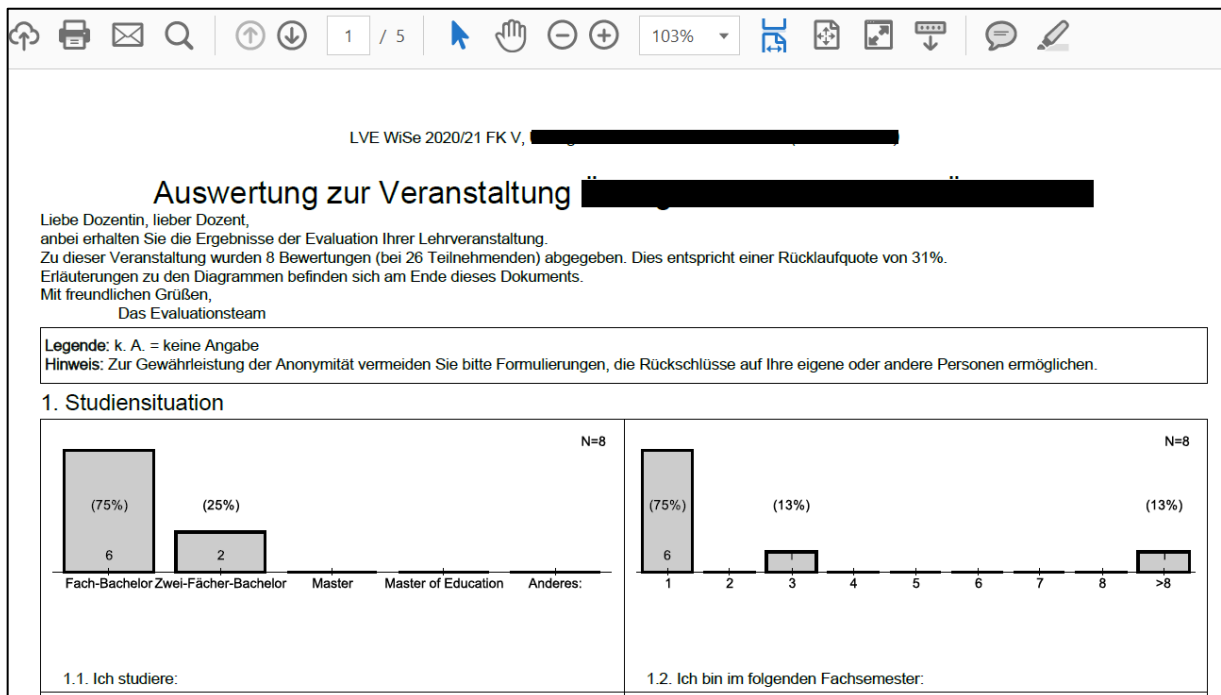 1 / 5 103%
LVE WiSe 2020/21 FK V,
Auswertung zur Veranstaltung
Liebe Dozentin, lieber Dozent,
anbei erhalten Sie die Ergebnisse der Evaluation Ihrer Lehrveranstaltung.
Zu dieser Veranstaltung wurden 8 Bewertungen (bei 26 Teilnehmenden) abgegeben. Dies entspricht einer Rücklaufquote von 31%.
Erläuterungen zu den Diagrammen befinden sich am Ende dieses Dokuments.
Mit freundlichen Grüßen,
Das Evaluationsteam
Legende: k. A. = keine Angabe
Hinweis: Zur Gewährleistung der Anonymität vermeiden Sie bitte Formulierungen, die Rückschlüsse auf Ihre eigene oder andere Personen ermöglichen.
1. Studiensituation
N=8
(75%) (25%)
6 2
Fach-Bachelor Zwei-Fächer-Bachelor Master Master of Education Anderes:
1.1. Ich studiere:
N=8
(75%) (13%) (13%)
6 1 1
1 2 3 4 5 6 7 8 >8
1.2. Ich bin im folgenden Fachsemester: